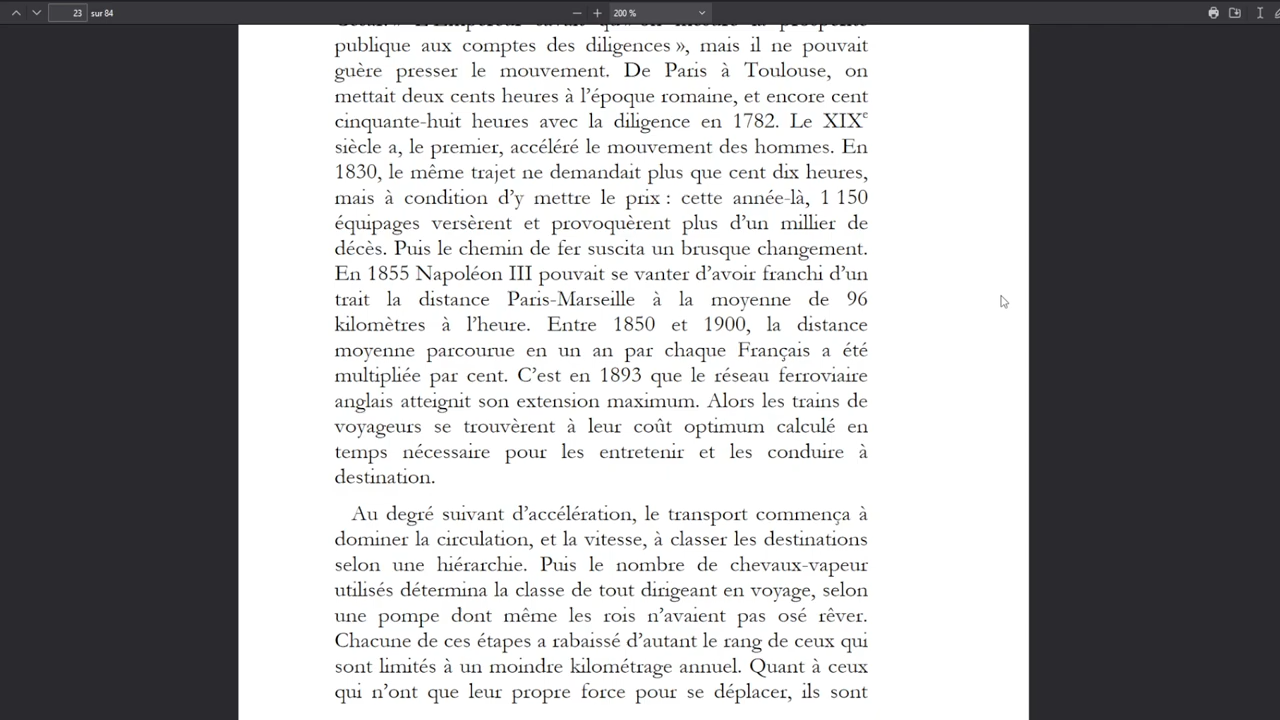 23 sur 84
200 %
publique aux comptes des diligences », mais il ne pouvait
guère presser le mouvement. De Paris à Toulouse, on
mettait deux cents heures à l’époque romaine, et encore cent
cinquante-huit heures avec la diligence en 1782. Le XIXe
siècle a, le premier, accéléré le mouvement des hommes. En
1830, le même trajet ne demandait plus que cent dix heures,
mais à condition d’y mettre le prix : cette année-là, 1 150
équipages versèrent et provoquèrent plus d’un millier de
décès. Puis le chemin de fer suscita un brusque changement.
En 1855 Napoléon III pouvait se vanter d’avoir franchi d’un
trait la distance Paris-Marseille à la moyenne de 96
kilomètres à l’heure. Entre 1850 et 1900, la distance
moyenne parcourue en un an par chaque Français a été
multipliée par cent. C’est en 1893 que le réseau ferroviaire
anglais atteignit son extension maximum. Alors les trains de
voyageurs se trouvèrent à leur coût optimum calculé en
temps nécessaire pour les entretenir et les conduire à
destination.
Au degré suivant d’accélération, le transport commença à
dominer la circulation, et la vitesse, à classer les destinations
selon une hiérarchie. Puis le nombre de chevaux-vapeur
utilisés détermina la classe de tout dirigeant en voyage, selon
une pompe dont même les rois n’avaient pas osé rêver.
Chacune de ces étapes a rabaissé d’autant le rang de ceux qui
sont limités à un moindre kilométrage annuel. Quant à ceux
qui n’ont que leur propre force pour se déplacer, ils sont